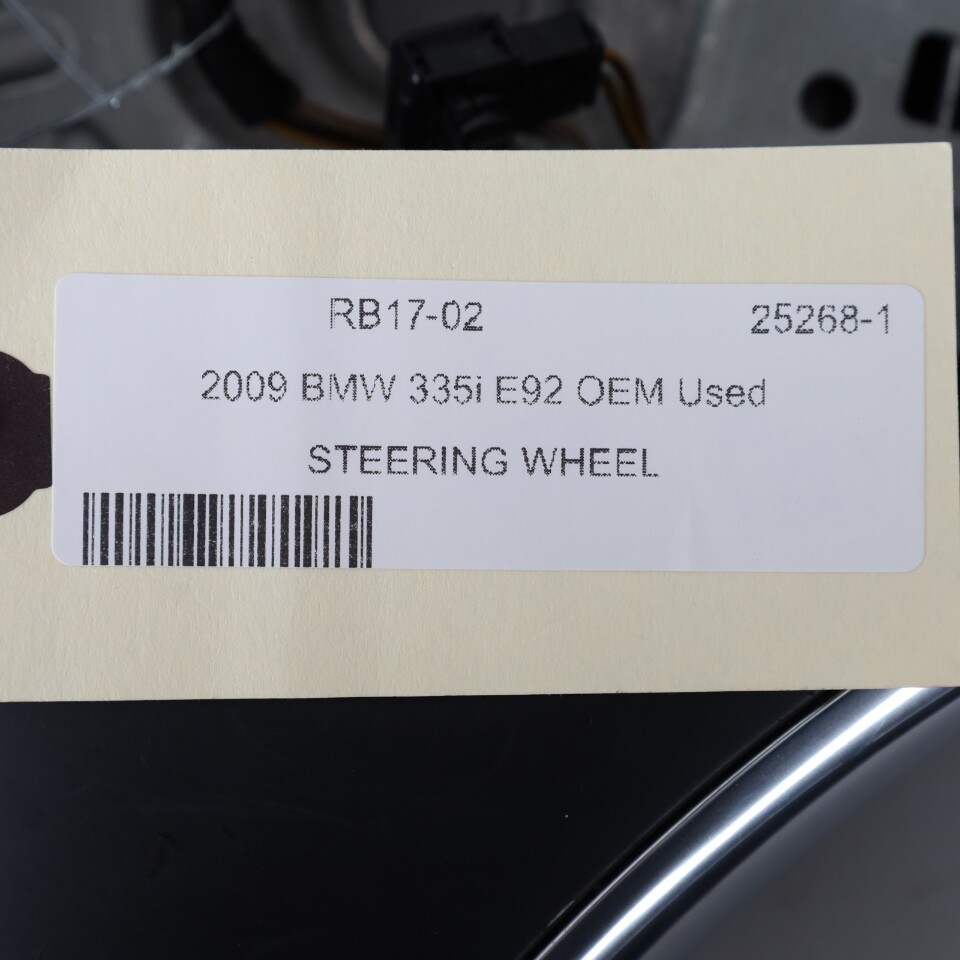 RB17-02 25268-1
2009 BMW 335i E92 OEM Used
STEERING WHEEL